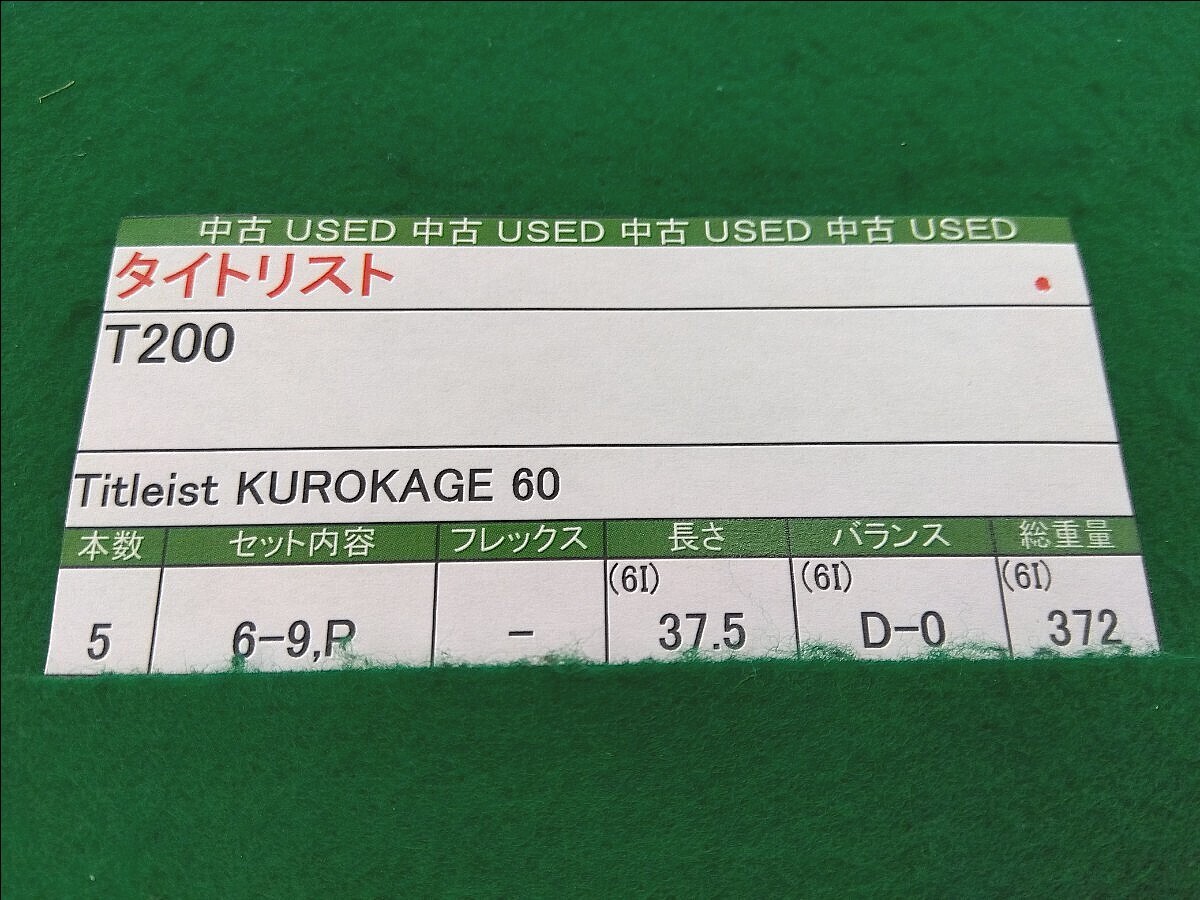 中古 USED 中古 USED 中古 USED 中古 USED
タイトリスト
T200
Titleist KUROKAGE 60
本数 セット内容 フレックス 長さ バランス 総重量
(6I) (6I) (6I)
5 6-9,P - 37.5 D-0 372